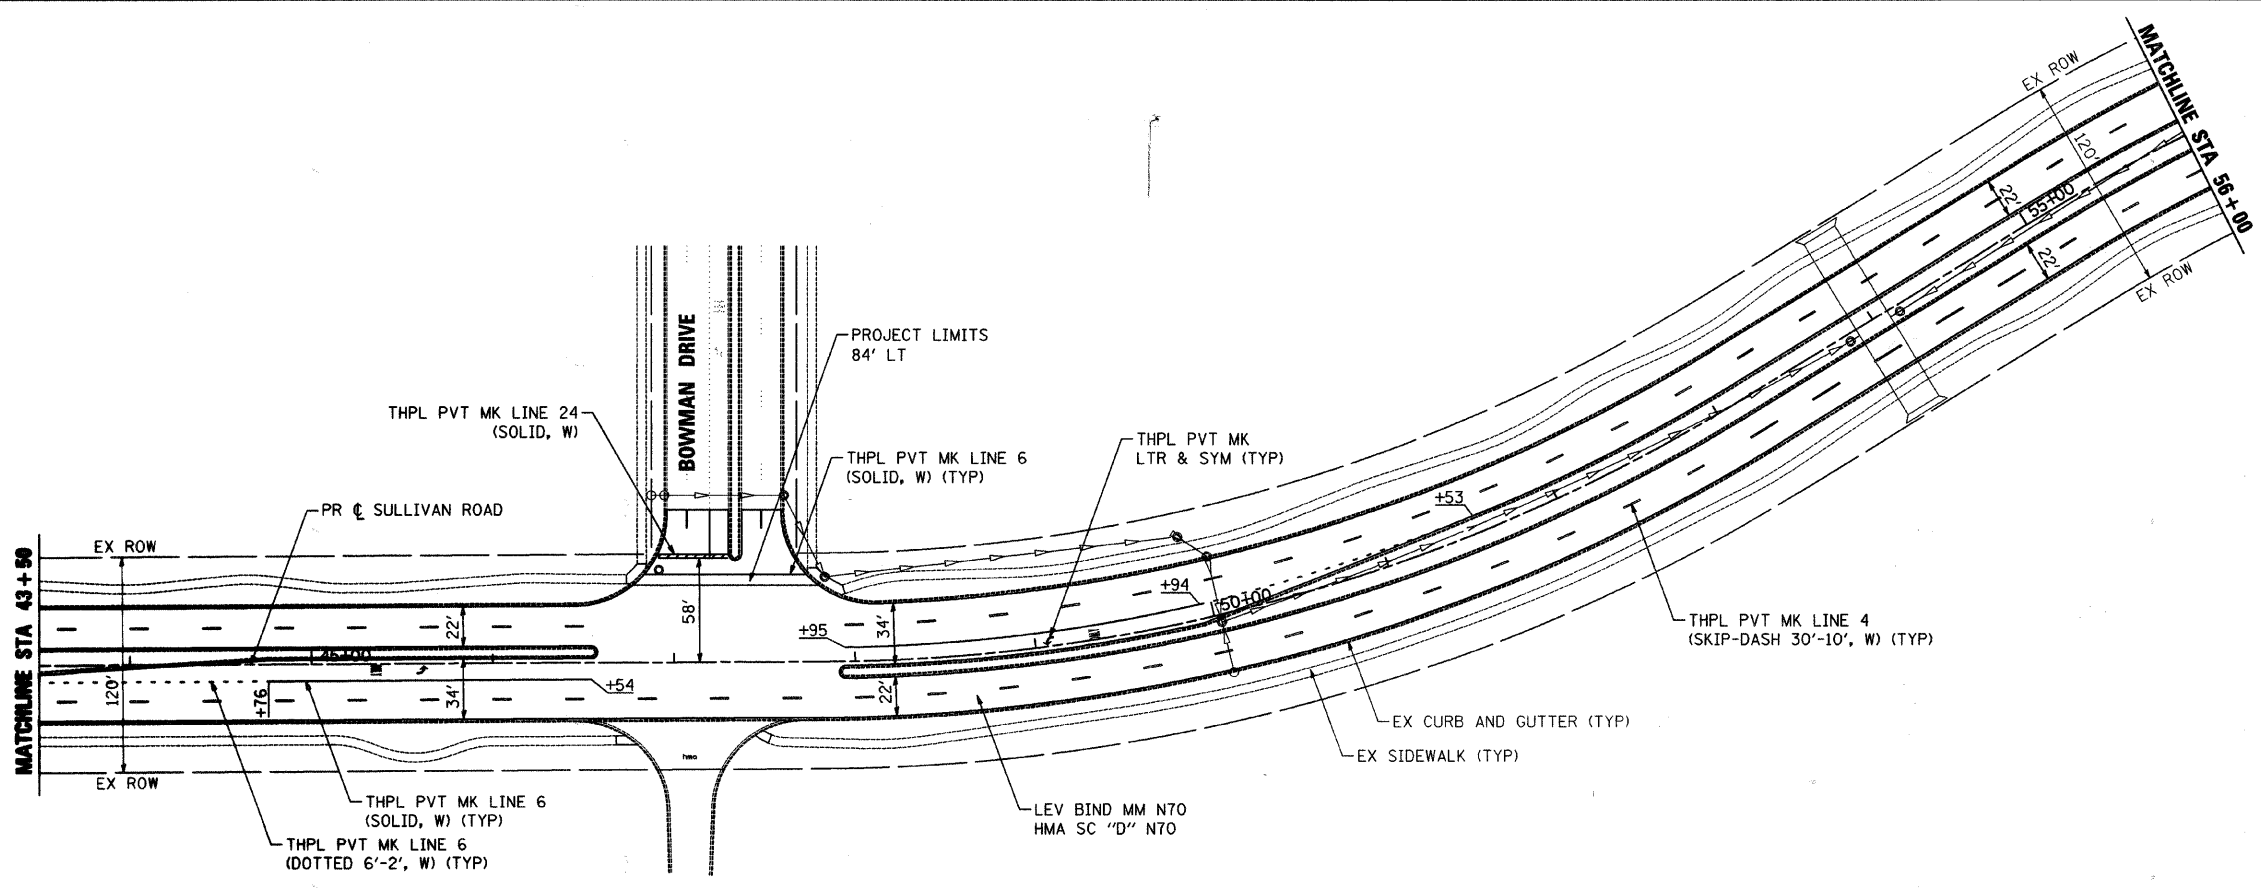 MATCHLINE STA 43+50
EX ROW
120'
EX ROW
PR ℄ SULLIVAN ROAD
22'
45+00
34'
+76
+54
THPL PVT MK LINE 6
(SOLID, W) (TYP)
THPL PVT MK LINE 6
(DOTTED 6'-2', W) (TYP)
THPL PVT MK LINE 24
(SOLID, W)
BOWMAN DRIVE
PROJECT LIMITS
84' LT
THPL PVT MK LINE 6
(SOLID, W) (TYP)
58'
hma
+95
34'
22'
THPL PVT MK
LTR & SYM (TYP)
+94
50+00
+53
LEV BIND MM N70
HMA SC "D" N70
EX CURB AND GUTTER (TYP)
EX SIDEWALK (TYP)
THPL PVT MK LINE 4
(SKIP-DASH 30'-10', W) (TYP)
EX ROW
120'
22'
55+00
22'
EX ROW
MATCHLINE STA 56+00